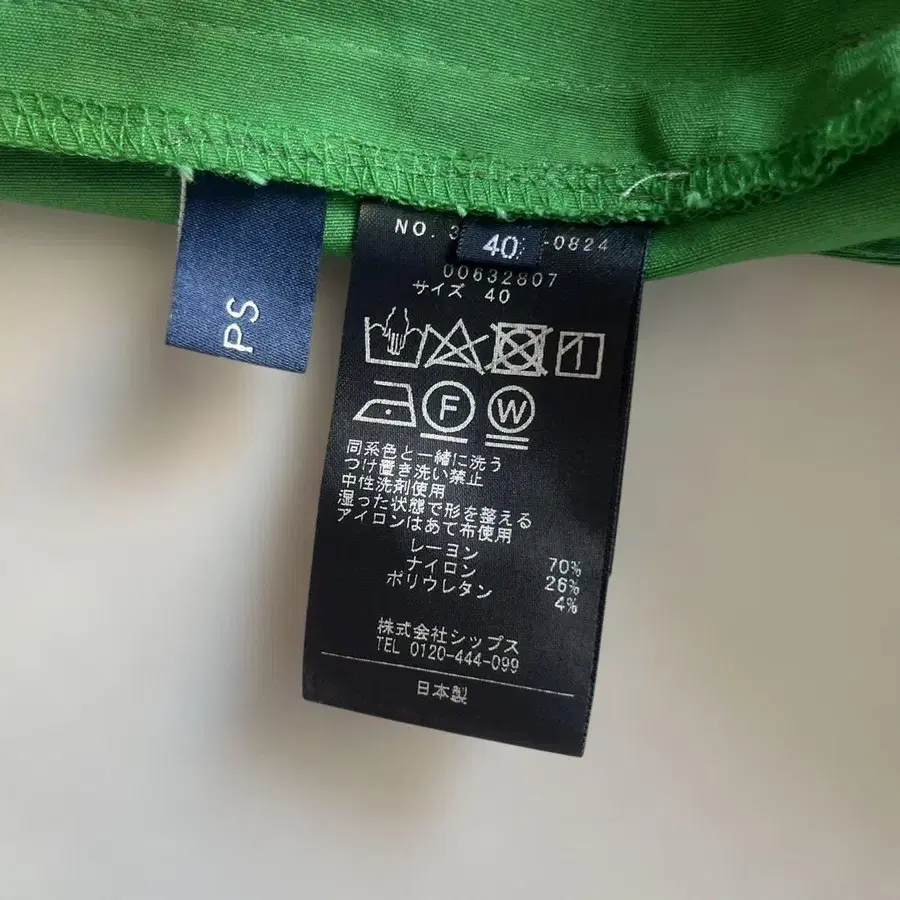 PS
NO. 3
40
-0824
00632807
サイズ 40
F W
同系色と一緒に洗う
つけ置き洗い禁止
中性洗剤使用
湿った状態で形を整える
アイロンはあて布使用
レーヨン 70%
ナイロン 26%
ポリウレタン 4%
株式会社シップス
TEL 0120-444-099
日本製